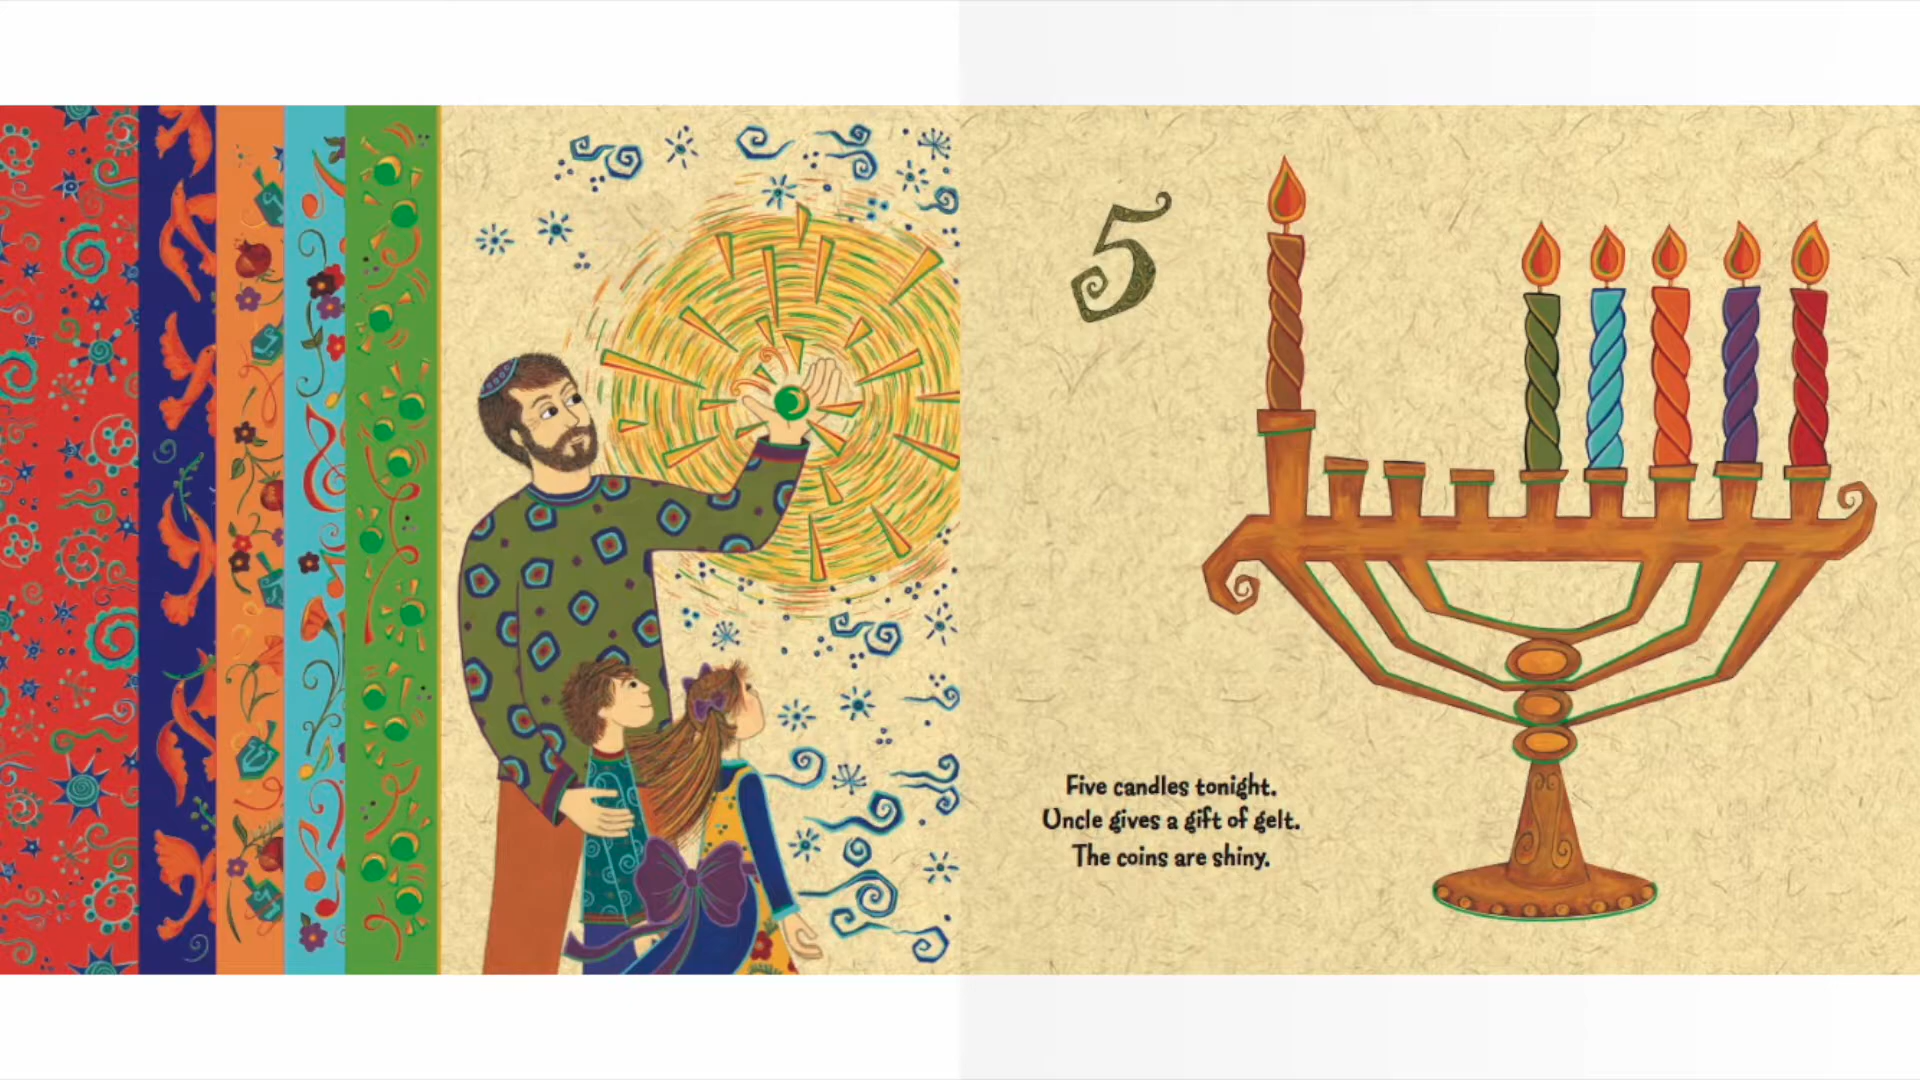 5
Five candles tonight.
Uncle gives a gift of gelt.
The coins are shiny.